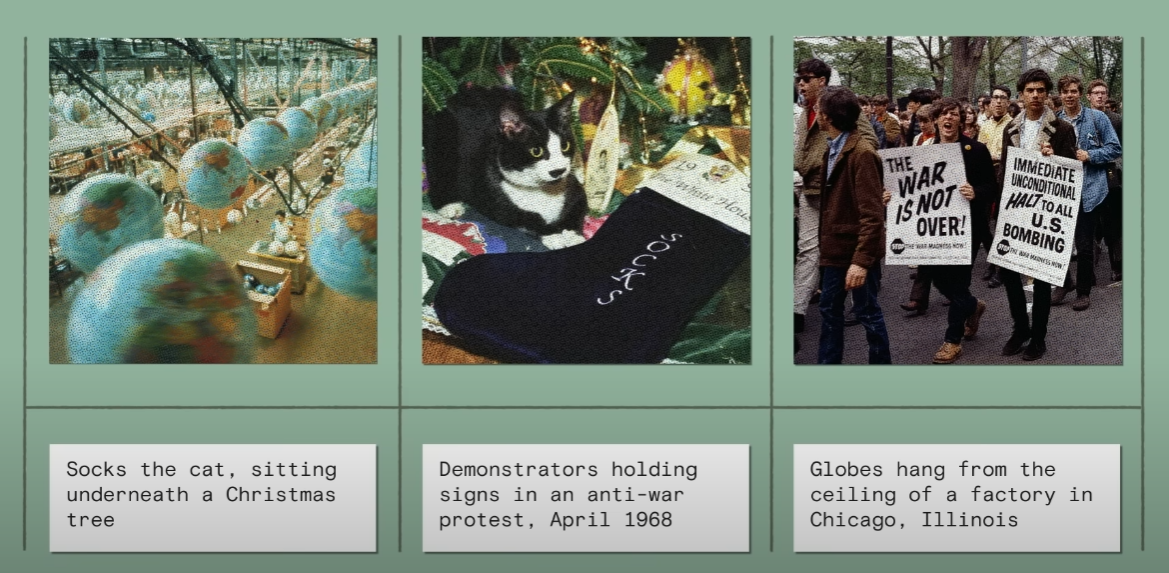 19
White House
SOCKS
THE
WAR
IS NOT
OVER!
STOP THE WAR MADNESS NOW!
IMMEDIATE
UNCONDITIONAL
HALT TO ALL
U.S.
BOMBING
STOP THE WAR MADNESS NOW!
Socks the cat, sitting
underneath a Christmas
tree
Demonstrators holding
signs in an anti-war
protest, April 1968
Globes hang from the
ceiling of a factory in
Chicago, Illinois